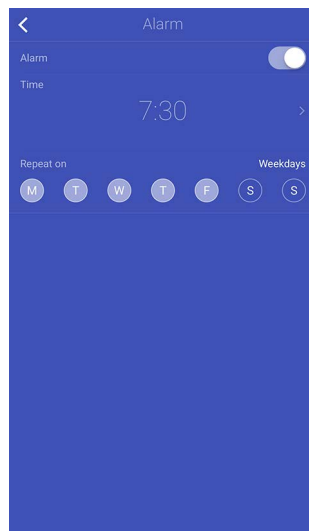 Alarm
Alarm
Time
7:30
Repeat on Weekdays
M T W T F S S